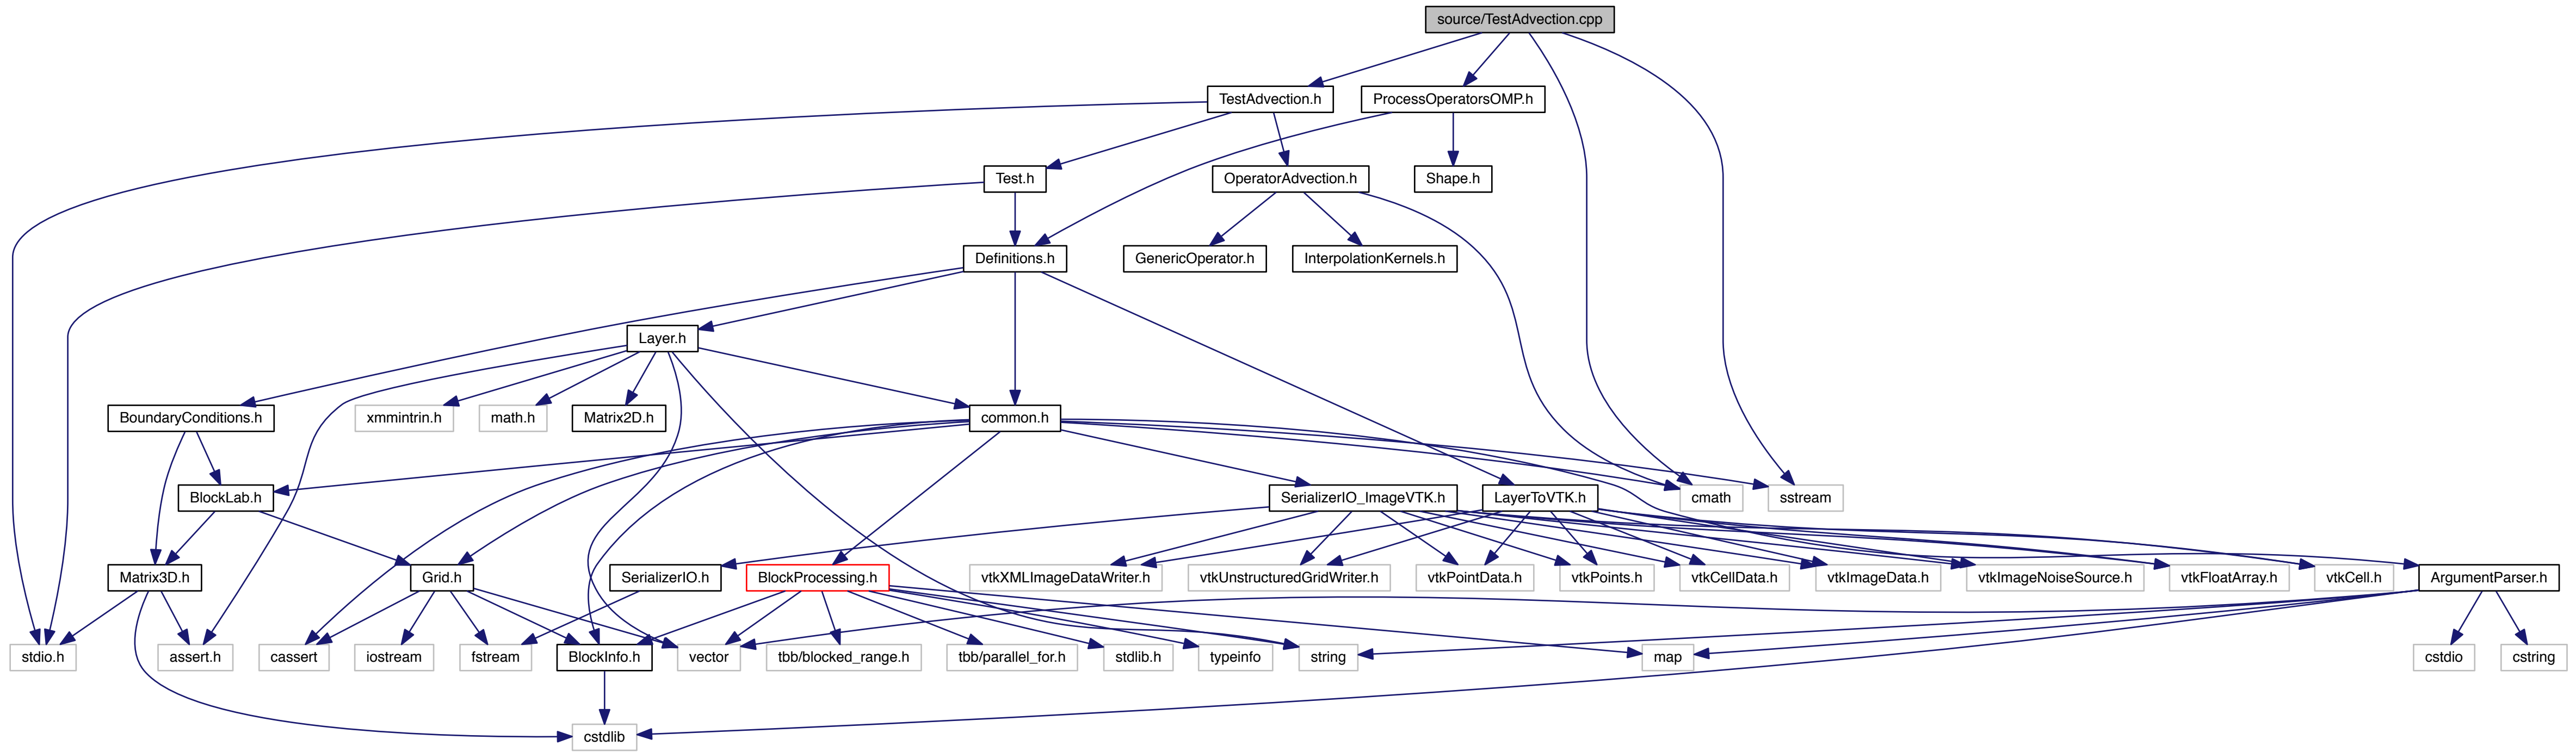 source/TestAdvection.cpp
TestAdvection.h
ProcessOperatorsOMP.h
Test.h
OperatorAdvection.h
Shape.h
Definitions.h
GenericOperator.h
InterpolationKernels.h
Layer.h
BoundaryConditions.h
xmmintrin.h
math.h
Matrix2D.h
common.h
BlockLab.h
SerializerIO_ImageVTK.h
LayerToVTK.h
cmath
sstream
Matrix3D.h
Grid.h
SerializerIO.h
BlockProcessing.h
vtkXMLImageDataWriter.h
vtkUnstructuredGridWriter.h
vtkPointData.h
vtkPoints.h
vtkCellData.h
vtkImageData.h
vtkImageNoiseSource.h
vtkFloatArray.h
vtkCell.h
ArgumentParser.h
stdio.h
assert.h
cassert
iostream
fstream
BlockInfo.h
vector
tbb/blocked_range.h
tbb/parallel_for.h
stdlib.h
typeinfo
string
map
cstdio
cstring
cstdlib